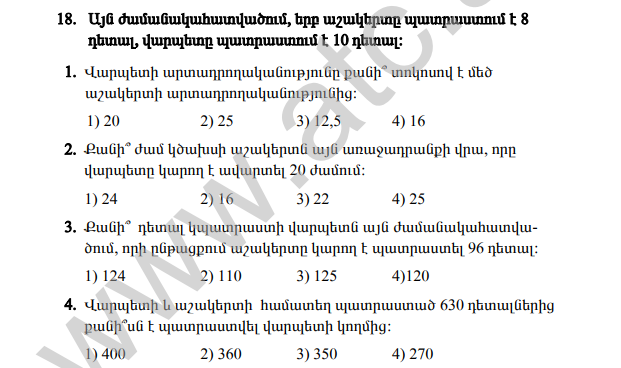 18. Այն ժամանակահատվածում, երբ աշակերտը պատրաստում է 8
դետալ, վարպետը պատրաստում է 10 դետալ:
1. Վարպետի արտադրողականությունը քանի՞ տոկոսով է մեծ
աշակերտի արտադրողականությունից:
1) 20 2) 25 3) 12,5 4) 16
2. Քանի՞ ժամ կծախսի աշակերտն այն առաջադրանքի վրա, որը
վարպետը կարող է ավարտել 20 ժամում:
1) 24 2) 16 3) 22 4) 25
3. Քանի՞ դետալ կպատրաստի վարպետն այն ժամանակահատվա-
ծում, որի ընթացքում աշակերտը կարող է պատրաստել 96 դետալ:
1) 124 2) 110 3) 125 4)120
4. Վարպետի և աշակերտի համատեղ պատրաստած 630 դետալներից
քանի՞սն է պատրաստվել վարպետի կողմից:
1) 400 2) 360 3) 350 4) 270
www.atc.